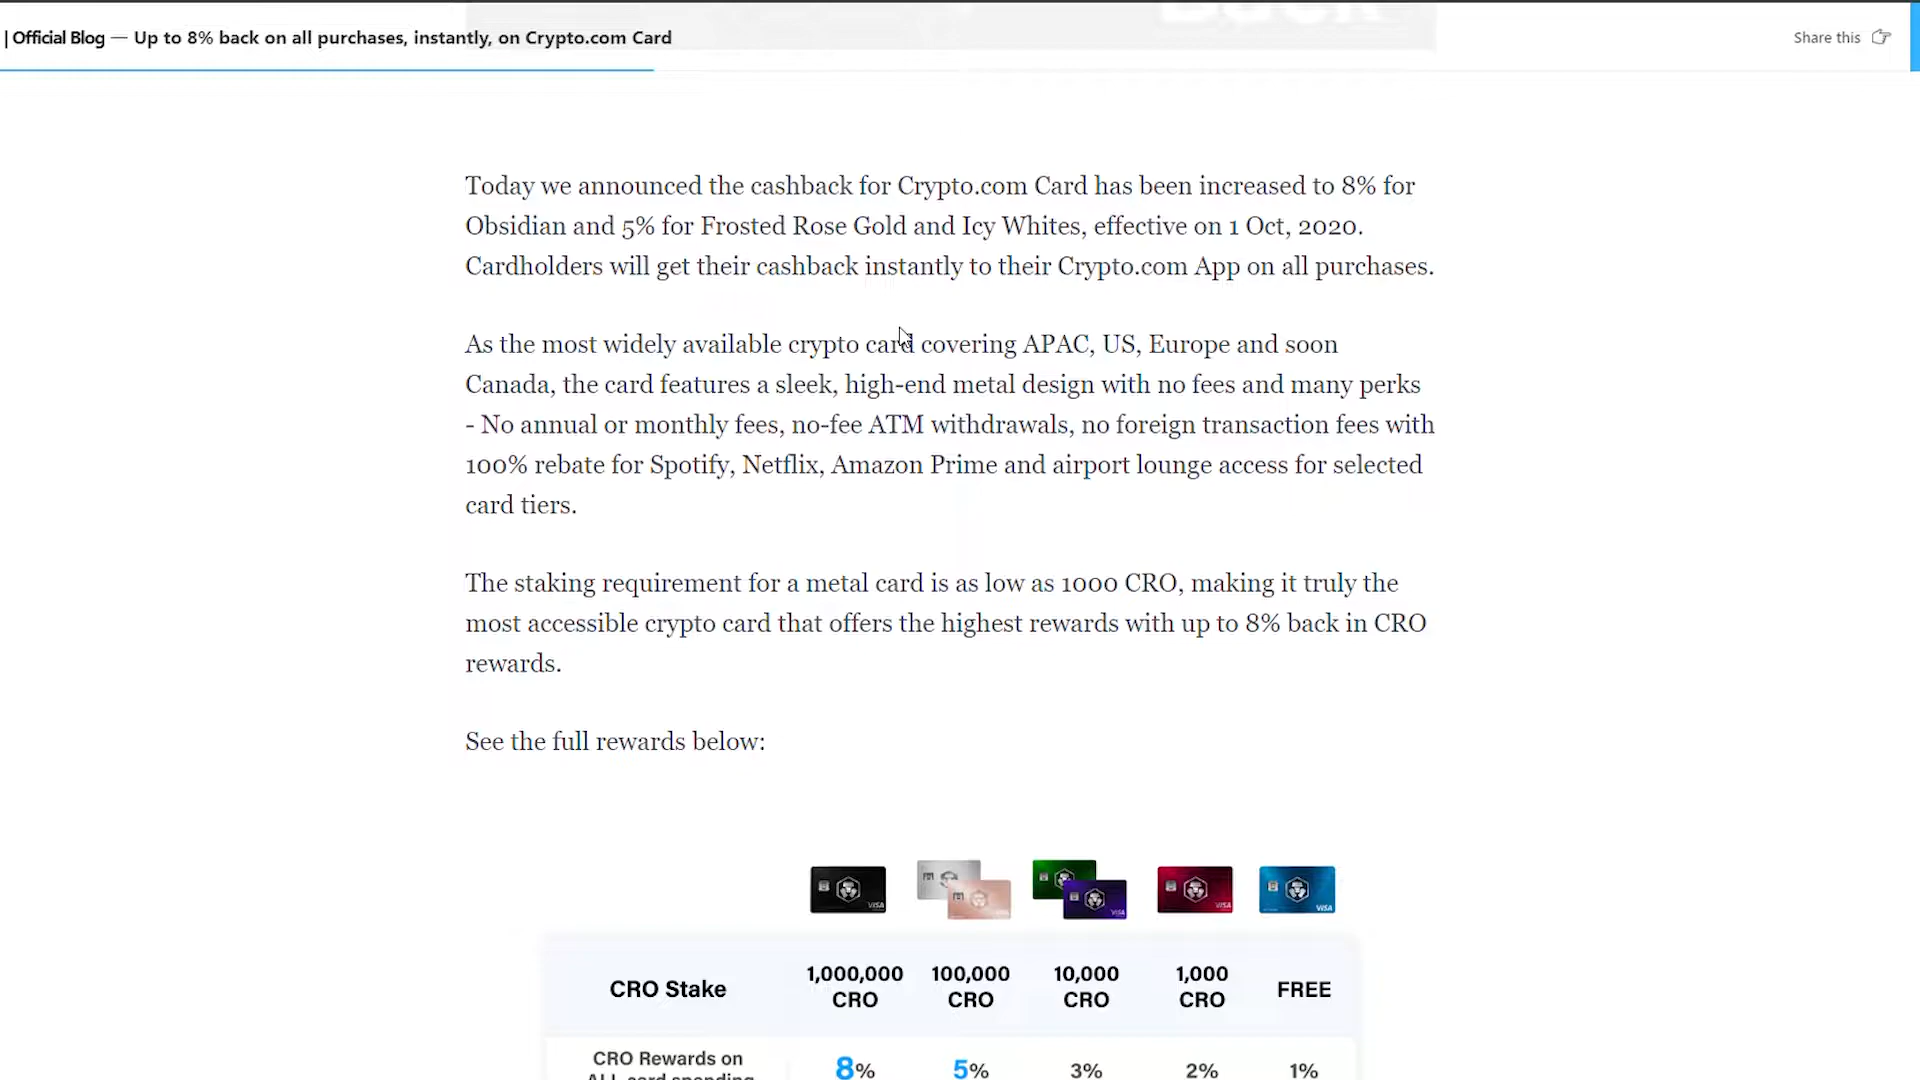 | Official Blog — Up to 8% back on all purchases, instantly, on Crypto.com Card
Share this
Today we announced the cashback for Crypto.com Card has been increased to 8% for
Obsidian and 5% for Frosted Rose Gold and Icy Whites, effective on 1 Oct, 2020.
Cardholders will get their cashback instantly to their Crypto.com App on all purchases.
As the most widely available crypto card covering APAC, US, Europe and soon
Canada, the card features a sleek, high-end metal design with no fees and many perks
- No annual or monthly fees, no-fee ATM withdrawals, no foreign transaction fees with
100% rebate for Spotify, Netflix, Amazon Prime and airport lounge access for selected
card tiers.
The staking requirement for a metal card is as low as 1000 CRO, making it truly the
most accessible crypto card that offers the highest rewards with up to 8% back in CRO
rewards.
See the full rewards below:
VISA VISA VISA VISA
CRO Stake
1,000,000 CRO
100,000 CRO
10,000 CRO
1,000 CRO
FREE
CRO Rewards on
ALL card spending
8% 5% 3% 2% 1%